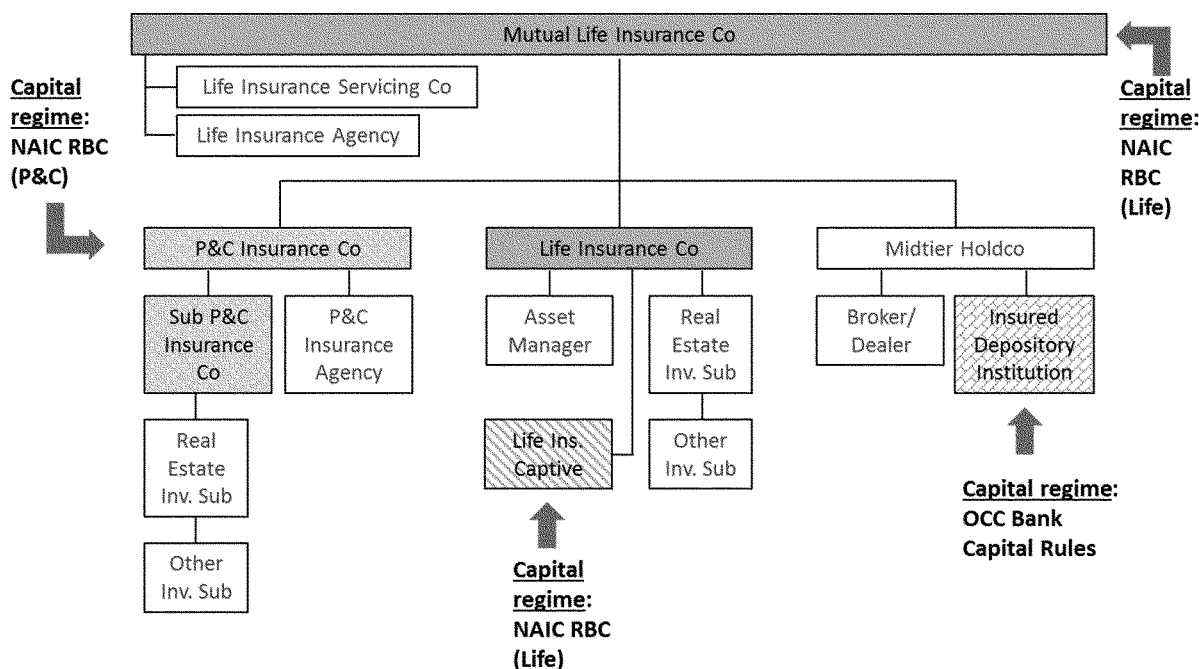 Mutual Life Insurance Co
Life Insurance Servicing Co
Life Insurance Agency
Capital
regime:
NAIC RBC
(P&C)
Capital
regime:
NAIC
RBC
(Life)
P&C Insurance Co
Life Insurance Co
Midtier Holdco
Sub P&C
Insurance
Co
P&C
Insurance
Agency
Asset
Manager
Real
Estate
Inv. Sub
Broker/
Dealer
Insured
Depository
Institution
Real
Estate
Inv. Sub
Life Ins.
Captive
Other
Inv. Sub
Other
Inv. Sub
Capital
regime:
NAIC RBC
(Life)
Capital regime:
OCC Bank
Capital Rules